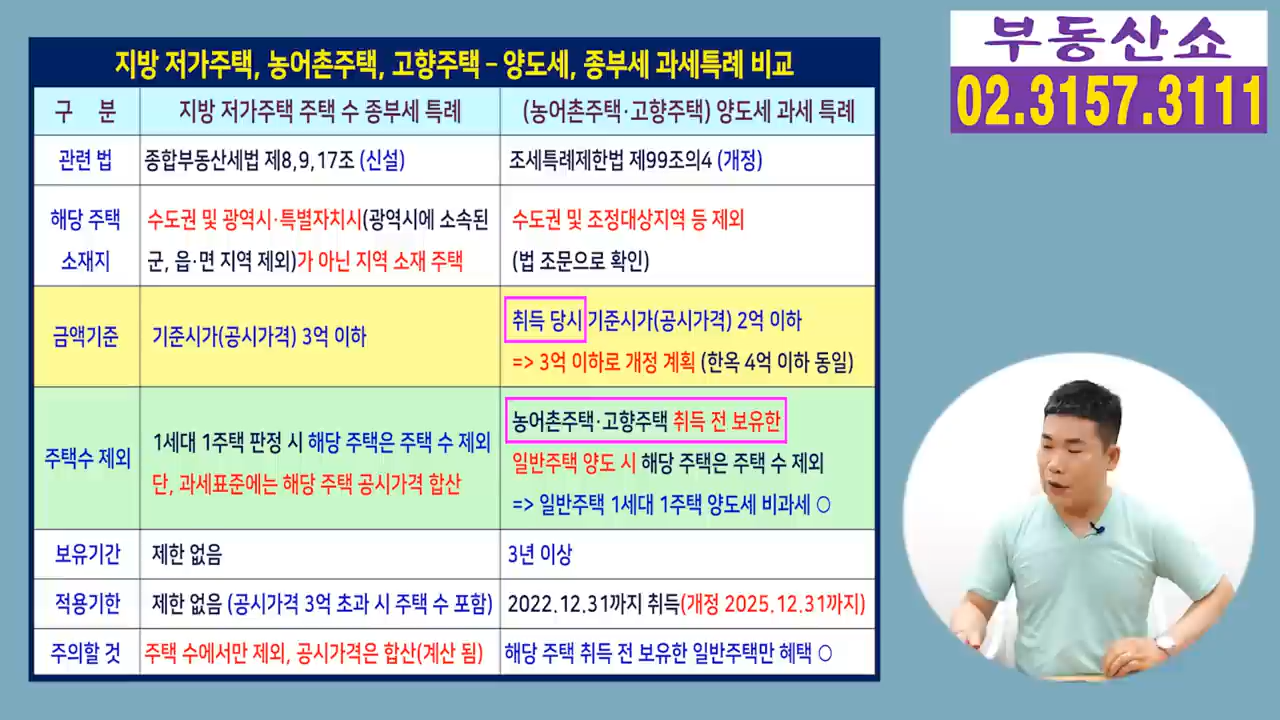 부동산쇼
02.3157.3111
지방 저가주택, 농어촌주택, 고향주택 – 양도세, 종부세 과세특례 비교
구 분
지방 저가주택 주택 수 종부세 특례
(농어촌주택·고향주택) 양도세 과세 특례
관련 법
종합부동산세법 제8,9,17조 (신설)
조세특례제한법 제99조의4 (개정)
해당 주택
소재지
수도권 및 광역시·특별자치시(광역시에 소속된
군, 읍·면 지역 제외)가 아닌 지역 소재 주택
수도권 및 조정대상지역 등 제외
(법 조문으로 확인)
금액기준
기준시가(공시가격) 3억 이하
취득 당시 기준시가(공시가격) 2억 이하
=> 3억 이하로 개정 계획 (한옥 4억 이하 동일)
주택수 제외
1세대 1주택 판정 시 해당 주택은 주택 수 제외
단, 과세표준에는 해당 주택 공시가격 합산
농어촌주택·고향주택 취득 전 보유한
일반주택 양도 시 해당 주택은 주택 수 제외
=> 일반주택 1세대 1주택 양도세 비과세 ○
보유기간
제한 없음
3년 이상
적용기한
제한 없음 (공시가격 3억 초과 시 주택 수 포함)
2022.12.31까지 취득(개정 2025.12.31까지)
주의할 것
주택 수에서만 제외, 공시가격은 합산(계산 됨)
해당 주택 취득 전 보유한 일반주택만 혜택 ○